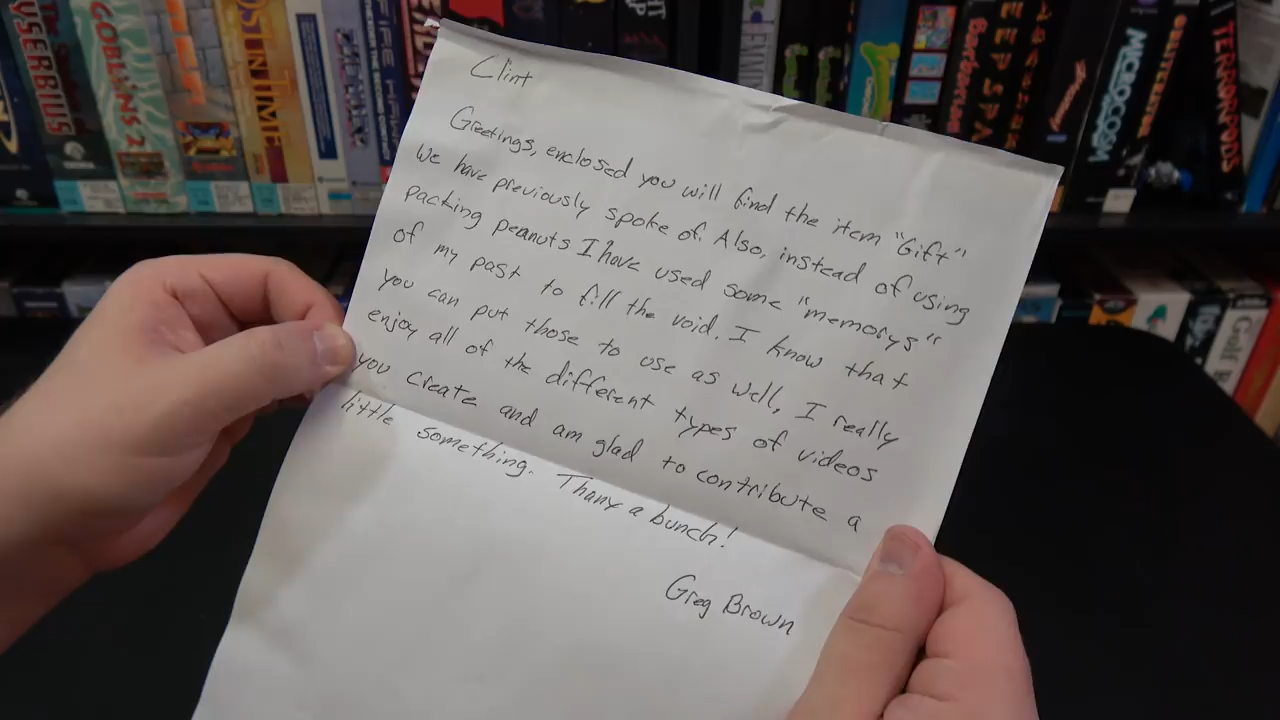 Clint
Greetings, enclosed you will find the item "Gift"
we have previously spoke of. Also, instead of using
packing peanuts I have used some "memorys"
of my past to fill the void. I know that
you can put those to use as well, I really
enjoy all of the different types of videos
you create and am glad to contribute a
little something. Thanx a bunch!
Greg Brown
GOBLINS 2
MICROCOSM
TERRORPODS
Golf